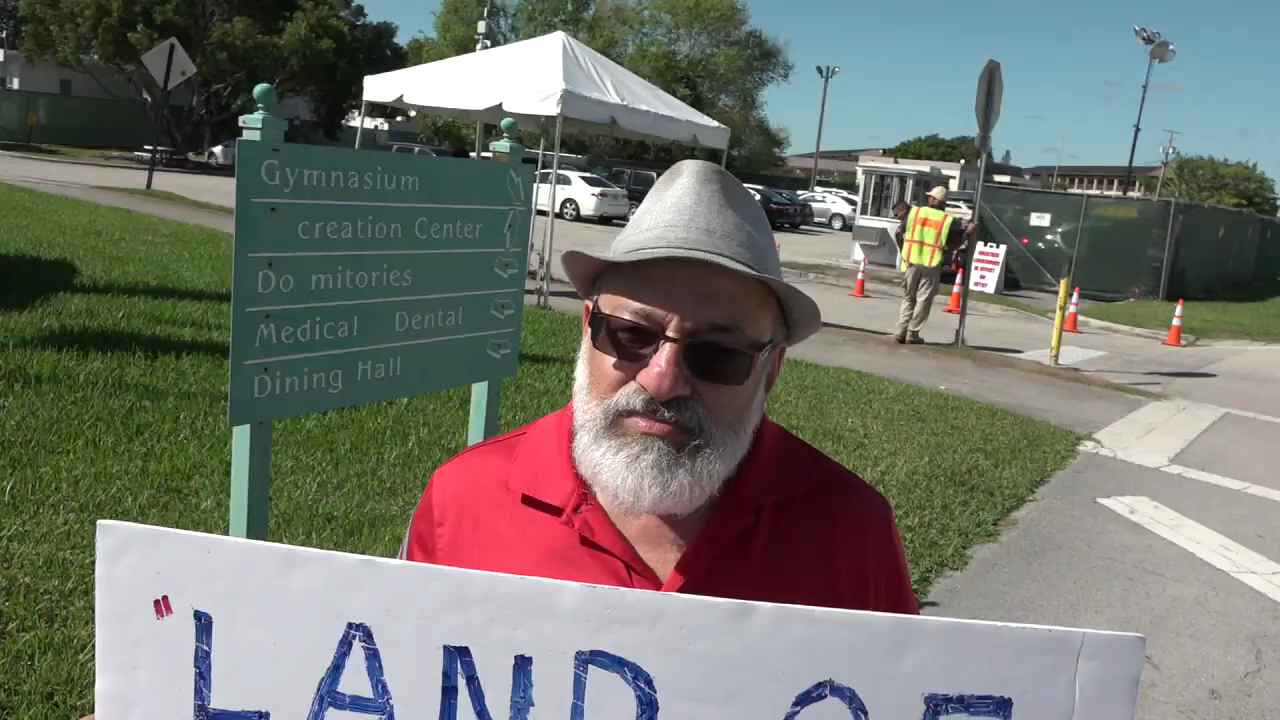 Gymnasium
creation Center
Do mitories
Medical Dental
Dining Hall
"LAND OF